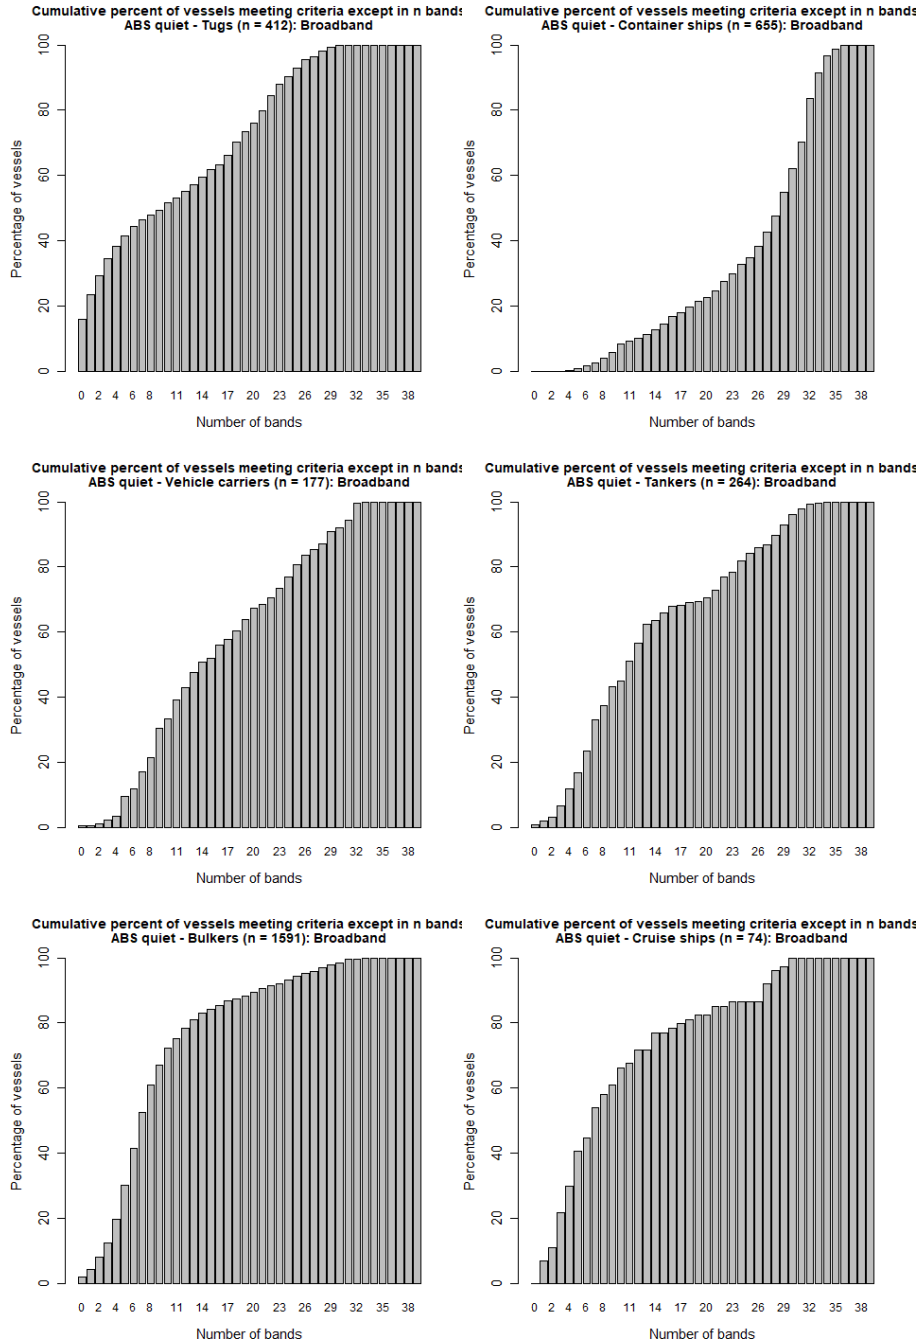 Cumulative percent of vessels meeting criteria except in n bands
ABS quiet - Tugs (n = 412): Broadband
Percentage of vessels
0 20 40 60 80 100
0 2 4 6 8 11 14 17 20 23 26 29 32 35 38
Number of bands
Cumulative percent of vessels meeting criteria except in n bands
ABS quiet - Container ships (n = 655): Broadband
Percentage of vessels
0 20 40 60 80 100
0 2 4 6 8 11 14 17 20 23 26 29 32 35 38
Number of bands
Cumulative percent of vessels meeting criteria except in n bands
ABS quiet - Vehicle carriers (n = 177): Broadband
Percentage of vessels
0 20 40 60 80 100
0 2 4 6 8 11 14 17 20 23 26 29 32 35 38
Number of bands
Cumulative percent of vessels meeting criteria except in n bands
ABS quiet - Tankers (n = 264): Broadband
Percentage of vessels
0 20 40 60 80 100
0 2 4 6 8 11 14 17 20 23 26 29 32 35 38
Number of bands
Cumulative percent of vessels meeting criteria except in n bands
ABS quiet - Bulkers (n = 1591): Broadband
Percentage of vessels
0 20 40 60 80 100
0 2 4 6 8 11 14 17 20 23 26 29 32 35 38
Number of bands
Cumulative percent of vessels meeting criteria except in n bands
ABS quiet - Cruise ships (n = 74): Broadband
Percentage of vessels
0 20 40 60 80 100
0 2 4 6 8 11 14 17 20 23 26 29 32 35 38
Number of bands